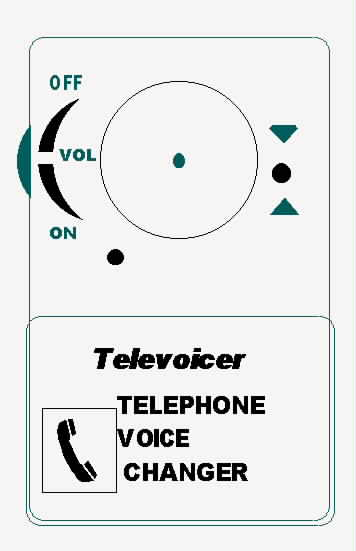 OFF
VOL
ON
Televoicer
TELEPHONE
VOICE
CHANGER